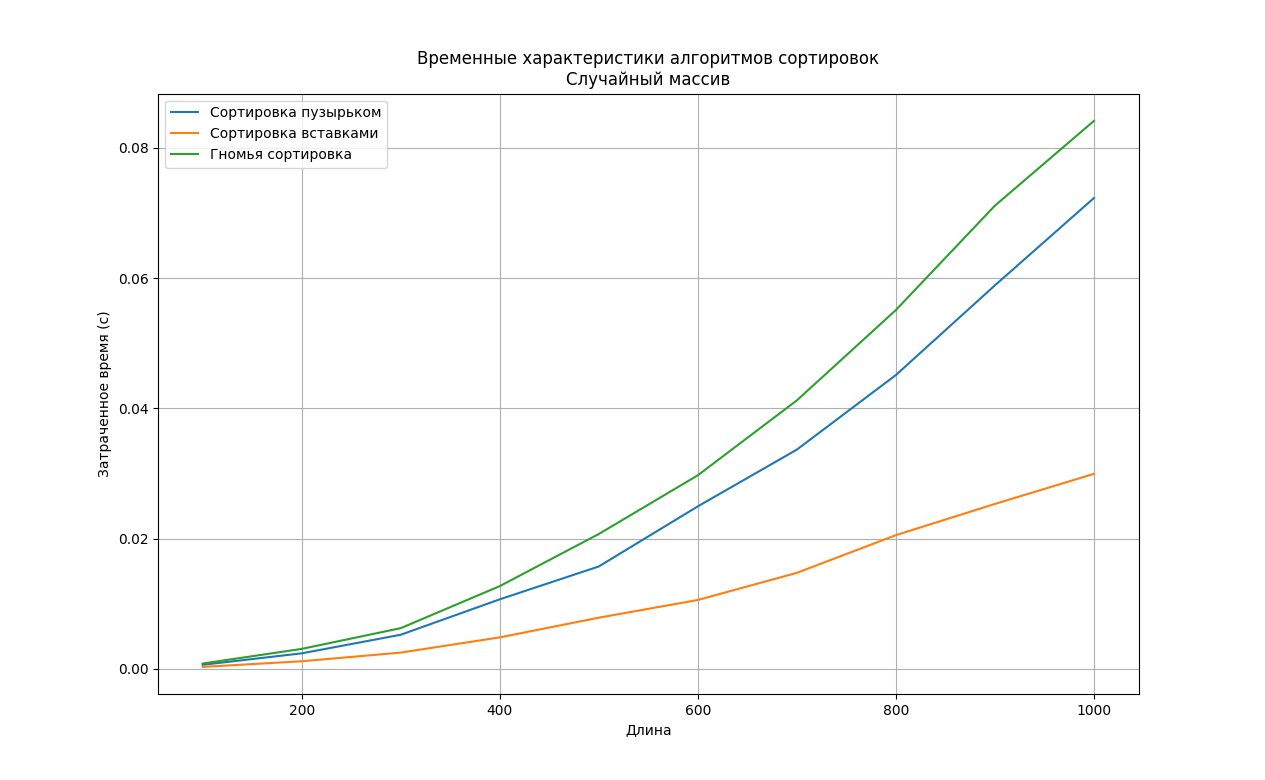 Временные характеристики алгоритмов сортировок
Случайный массив
Сортировка пузырьком
Сортировка вставками
Гномья сортировка
0.08
0.06
0.04
0.02
0.00
Затраченное время (с)
200
400
600
800
1000
Длина